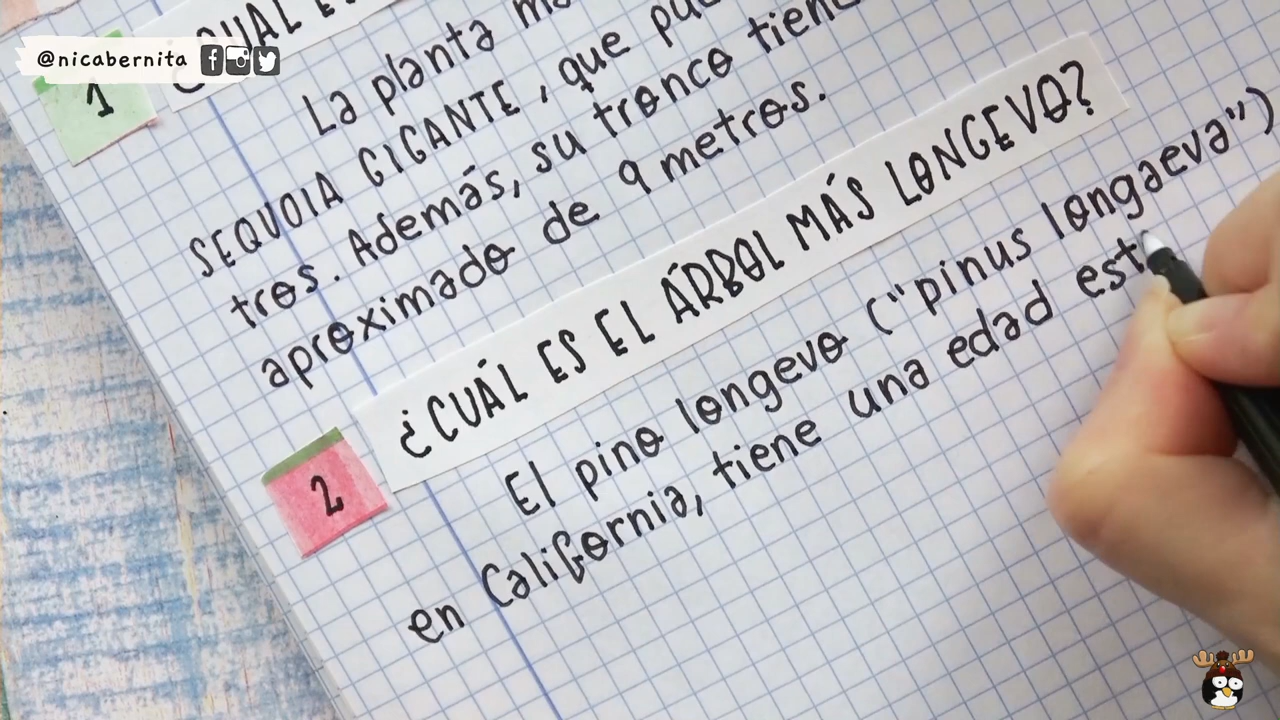 @nicabernita
1
¿CUÁL E
La planta m
SEQUOIA GIGANTE, que pu
tros. Además, su tronco tien
aproximado de 9 metros.
2
¿CUÁL ES EL ÁRBOL MÁS LONGEVO?
El pino longevo ("pinus longaeva")
en California, tiene una edad est